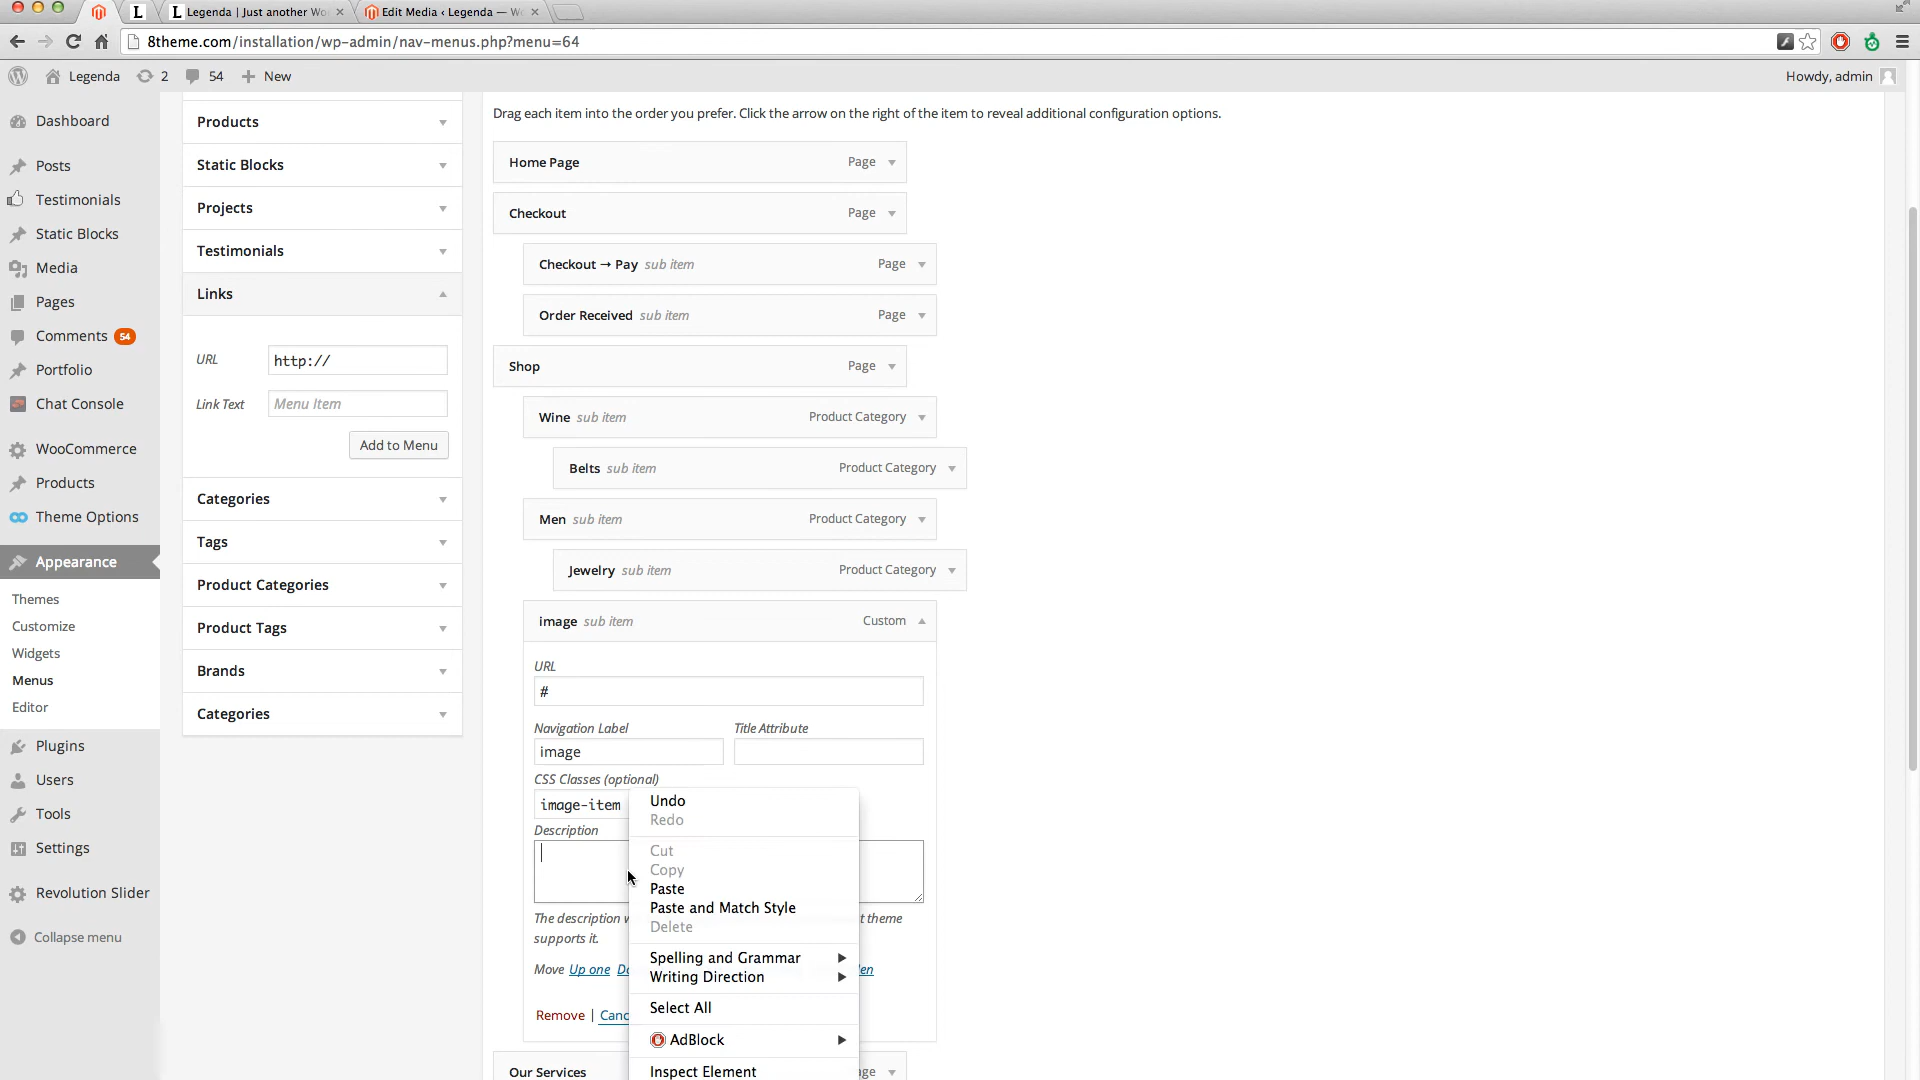 Legenda | Just another Wo
Edit Media ‹ Legenda — W
8theme.com/installation/wp-admin/nav-menus.php?menu=64
Legenda 2 54 New Howdy, admin
Dashboard
Posts
Testimonials
Static Blocks
Media
Pages
Comments 54
Portfolio
Chat Console
WooCommerce
Products
Theme Options
Appearance
Themes
Customize
Widgets
Menus
Editor
Plugins
Users
Tools
Settings
Revolution Slider
Collapse menu
Products
Static Blocks
Projects
Testimonials
Links
URL http://
Link Text Menu Item
Add to Menu
Categories
Tags
Product Categories
Product Tags
Brands
Categories
Drag each item into the order you prefer. Click the arrow on the right of the item to reveal additional configuration options.
Home Page Page
Checkout Page
Checkout → Pay sub item Page
Order Received sub item Page
Shop Page
Wine sub item Product Category
Belts sub item Product Category
Men sub item Product Category
Jewelry sub item Product Category
image sub item Custom
URL
#
Navigation Label Title Attribute
image
CSS Classes (optional)
image-item
Description
The description theme
supports it.
Move Up one
Remove |
Our Services
Undo
Redo
Cut
Copy
Paste
Paste and Match Style
Delete
Spelling and Grammar
Writing Direction
Select All
AdBlock
Inspect Element